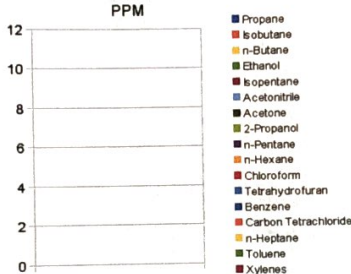 PPM
12
10
8
6
4
2
0
Propane
Isobutane
n-Butane
Ethanol
Isopentane
Acetonitrile
Acetone
2-Propanol
n-Pentane
n-Hexane
Chloroform
Tetrahydrofuran
Benzene
Carbon Tetrachloride
n-Heptane
Toluene
Xylenes